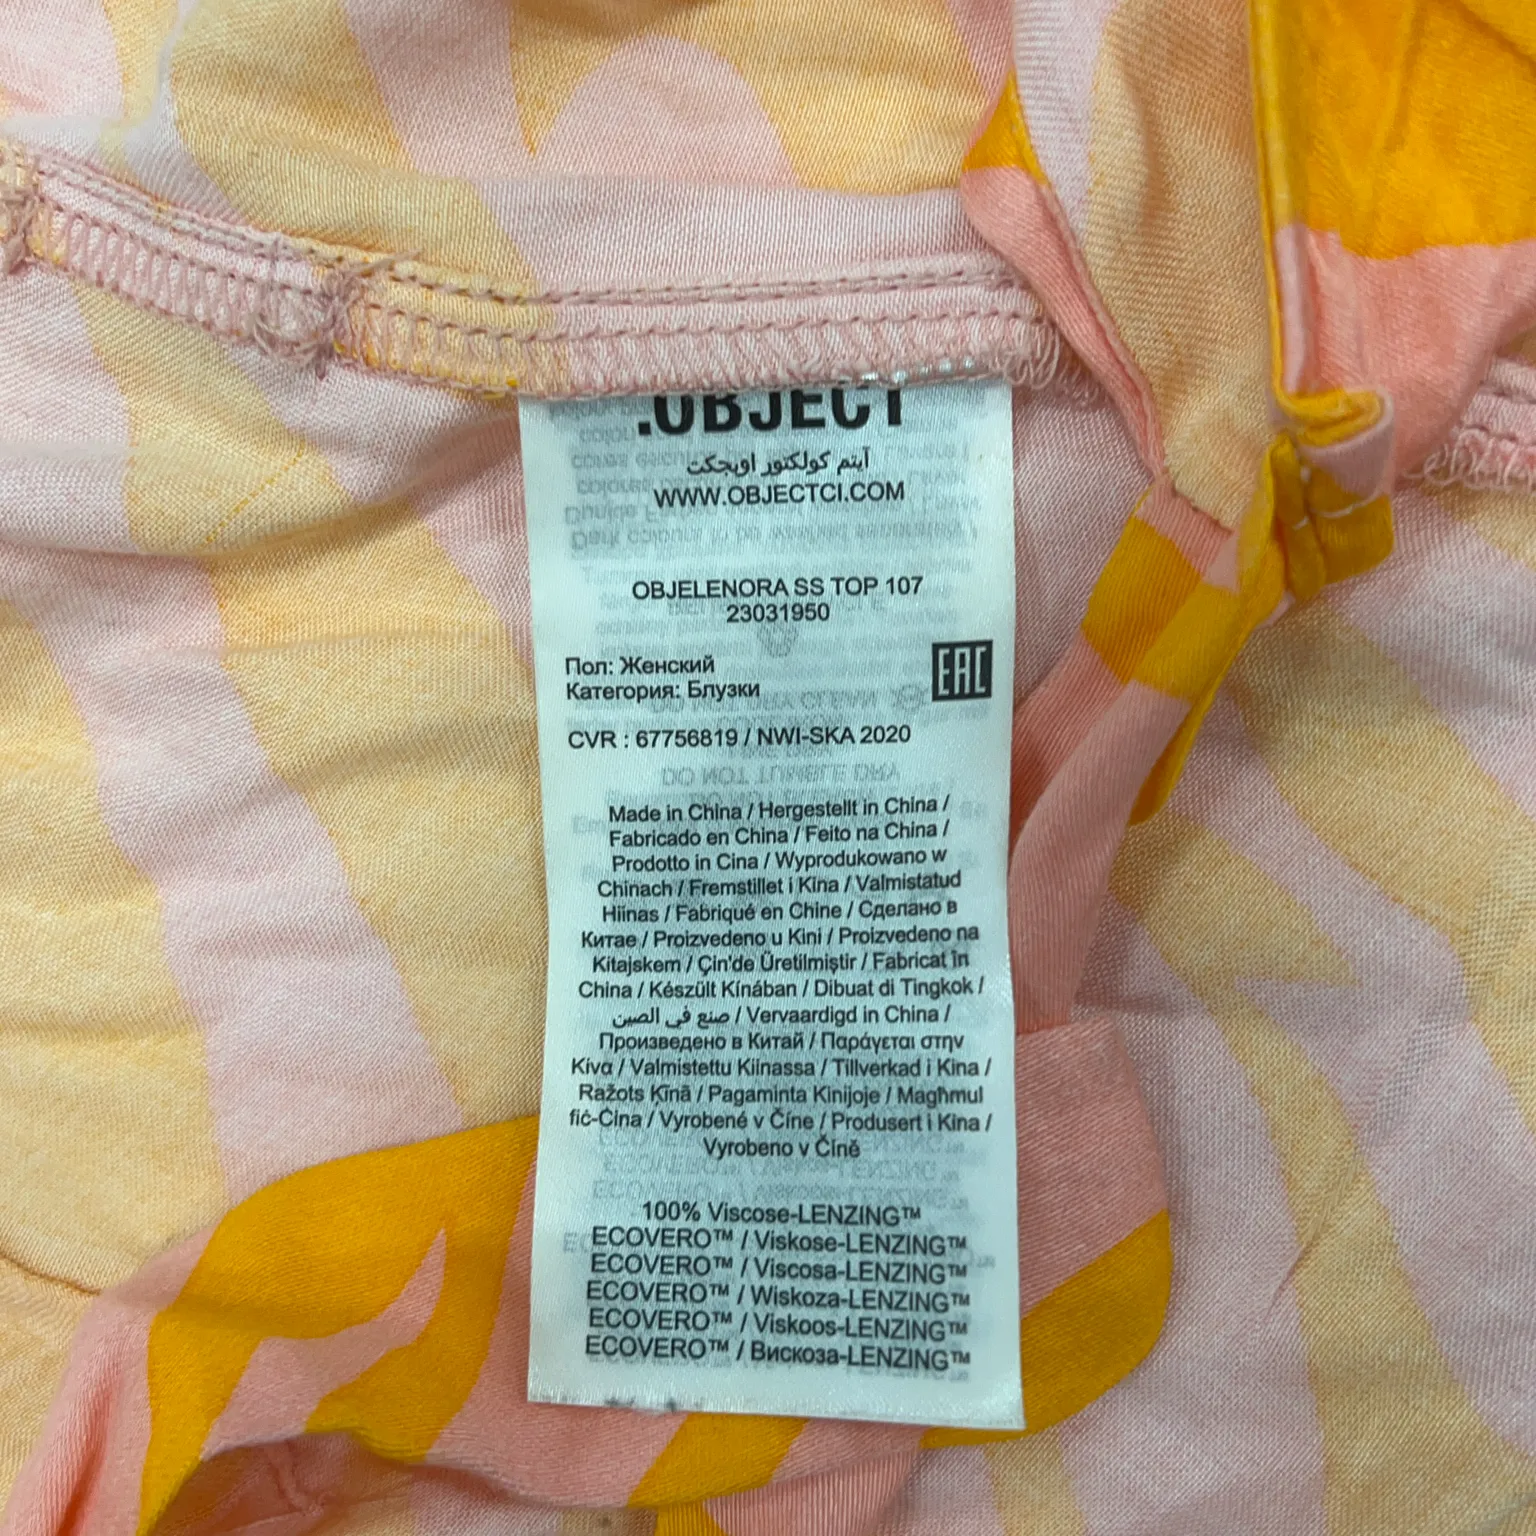 .OBJECT
آیتم کولکتور اوبجکت
WWW.OBJECTCI.COM
OBJELENORA SS TOP 107
23031950
Пол: Женский
Категория: Блузки
EAC
CVR : 67756819 / NWI-SKA 2020
Made in China / Hergestellt in China /
Fabricado en China / Feito na China /
Prodotto in Cina / Wyprodukowano w
Chinach / Fremstillet i Kina / Valmistatud
Hiinas / Fabriqué en Chine / Сделано в
Китае / Proizvedeno u Kini / Proizvedeno na
Kitajskem / Çin'de Üretilmiştir / Fabricat în
China / Készült Kínában / Dibuat di Tingkok /
صنع في الصين / Vervaardigd in China /
Произведено в Китай / Παράγεται στην
Κίνα / Valmistettu Kiinassa / Tillverkad i Kina /
Ražots Ķīnā / Pagaminta Kinijoje / Magħmul
fiċ-Ċina / Vyrobené v Číne / Produsert i Kina /
Vyrobeno v Číně
100% Viscose-LENZING™
ECOVERO™ / Viskose-LENZING™
ECOVERO™ / Viscosa-LENZING™
ECOVERO™ / Wiskoza-LENZING™
ECOVERO™ / Viskoos-LENZING™
ECOVERO™ / Вискоза-LENZING™